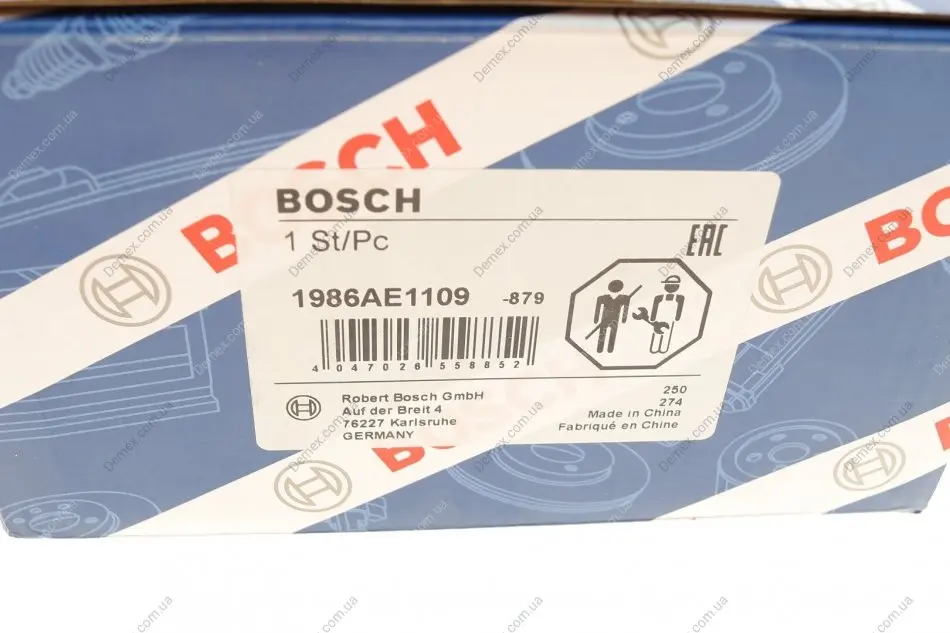 BOSCH
BOSCH
1 St/Pc
EAC
1986AE1109 -879
4 047026 558852
Robert Bosch GmbH
Auf der Breit 4
76227 Karlsruhe
GERMANY
250
274
Made in China
Fabriqué en Chine
Demex.com.ua